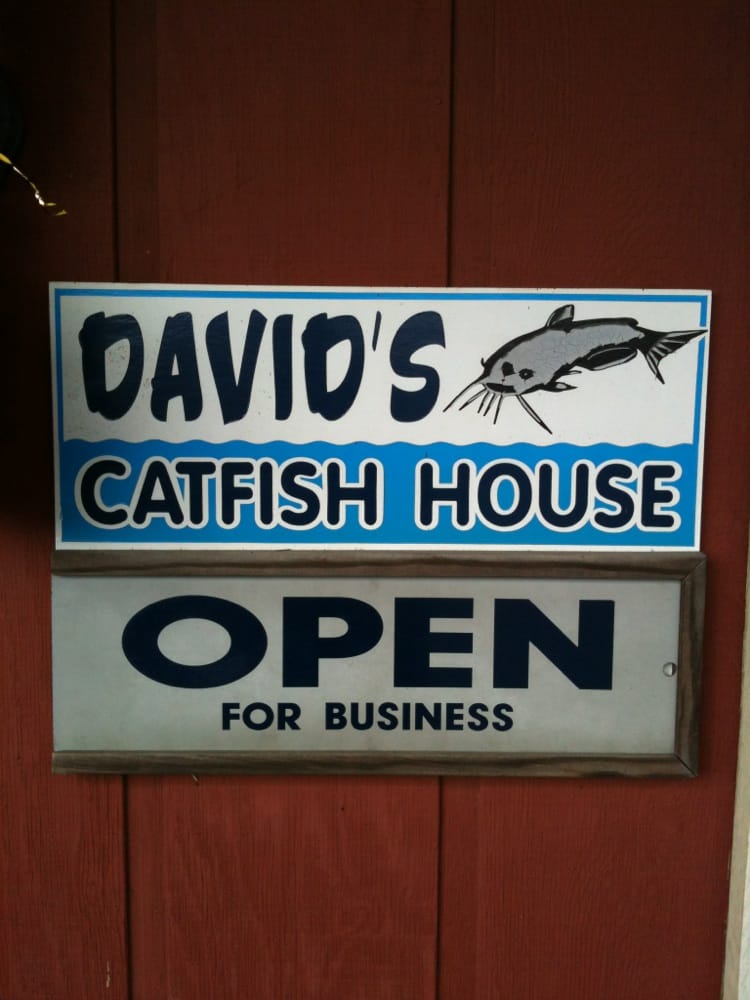 DAVID'S
CATFISH HOUSE
OPEN
FOR BUSINESS